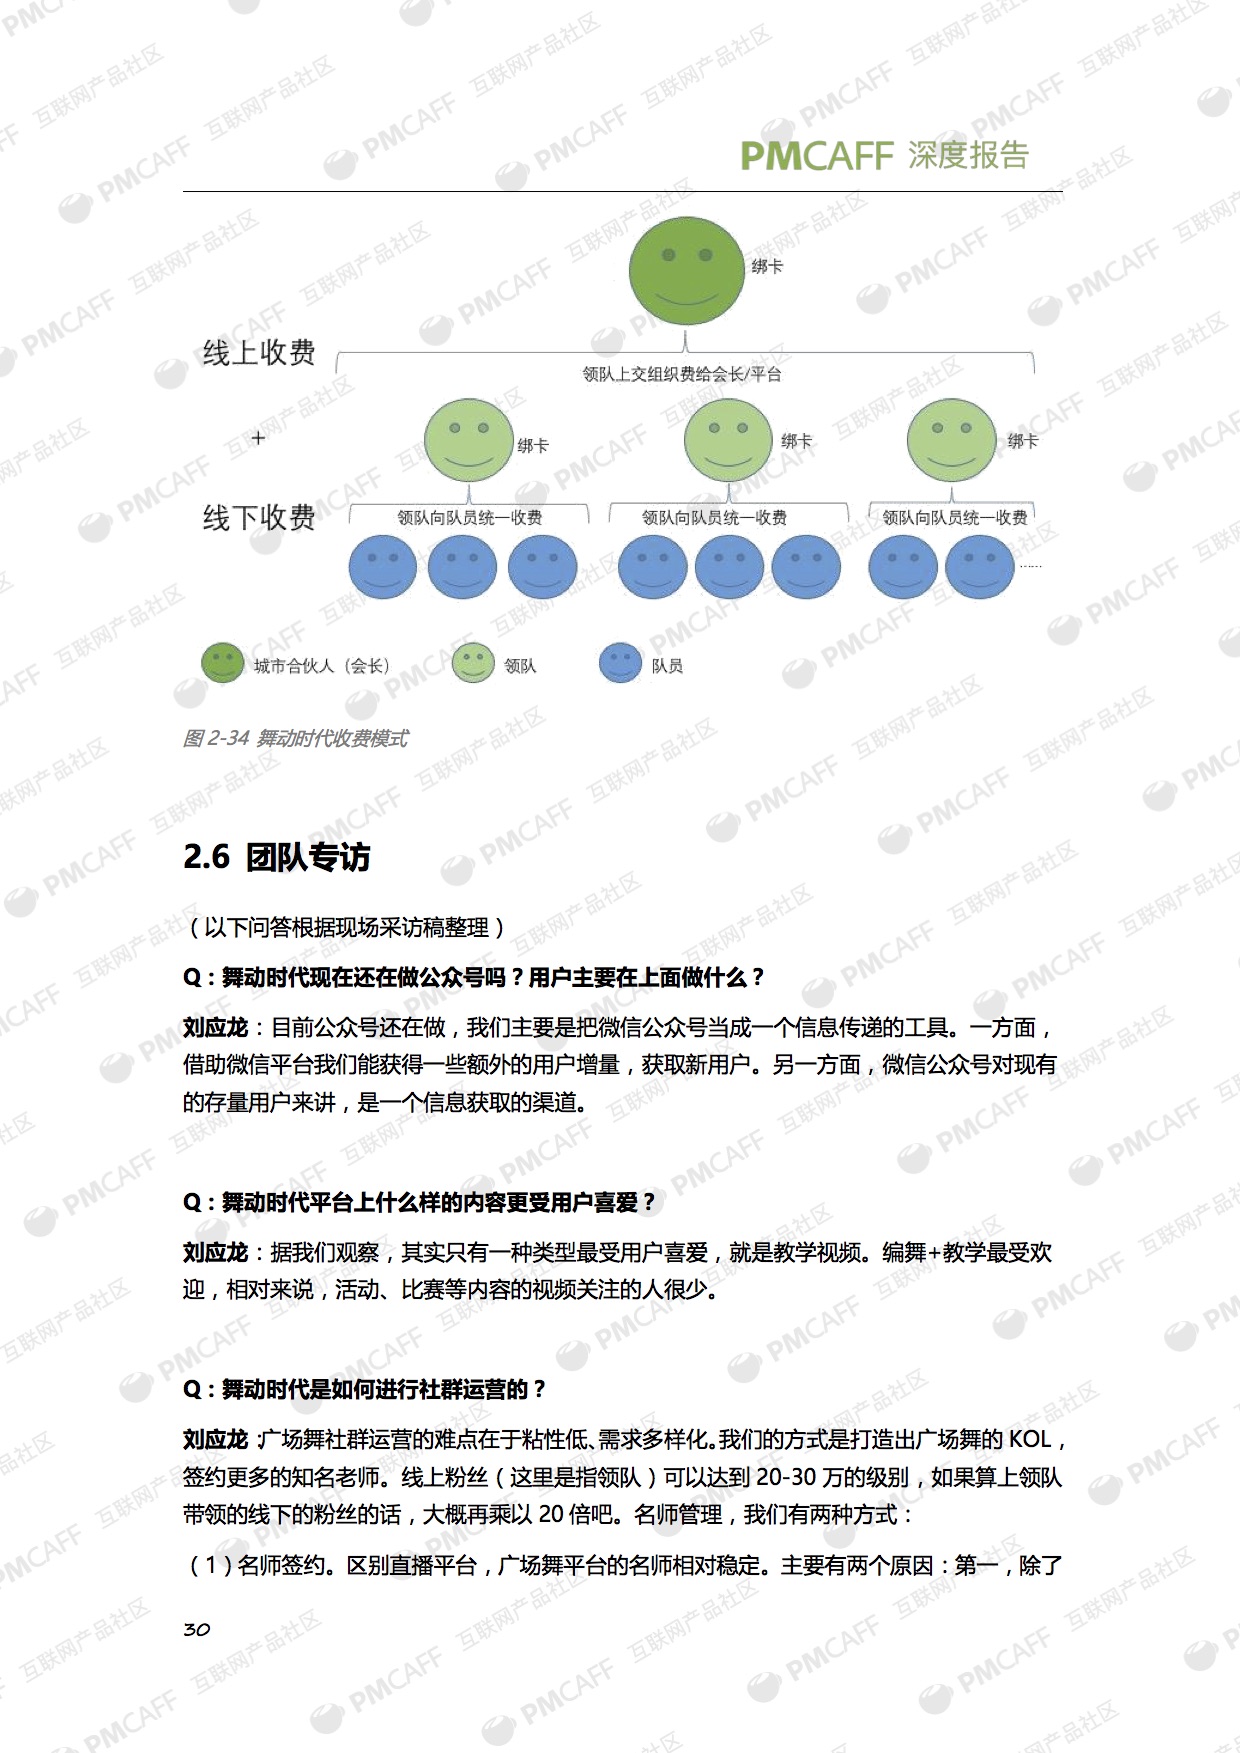 PMCAFF 深度报告
绑卡
线上收费
领队上交组织费给会长/平台
+
绑卡
绑卡
绑卡
线下收费
领队向队员统一收费
领队向队员统一收费
领队向队员统一收费
......
城市合伙人（会长）
领队
队员
图 2-34 舞动时代收费模式
2.6 团队专访
（以下问答根据现场采访稿整理）
Q：舞动时代现在还在做公众号吗？用户主要在上面做什么？
刘应龙：目前公众号还在做，我们主要是把微信公众号当成一个信息传递的工具。一方面，
借助微信平台我们能获得一些额外的用户增量，获取新用户。另一方面，微信公众号对现有
的存量用户来讲，是一个信息获取的渠道。
Q：舞动时代平台上什么样的内容更受用户喜爱？
刘应龙：据我们观察，其实只有一种类型最受用户喜爱，就是教学视频。编舞+教学最受欢
迎，相对来说，活动、比赛等内容的视频关注的人很少。
Q：舞动时代是如何进行社群运营的？
刘应龙：广场舞社群运营的难点在于粘性低、需求多样化。我们的方式是打造出广场舞的 KOL，
签约更多的知名老师。线上粉丝（这里是指领队）可以达到 20-30 万的级别，如果算上领队
带领的线下的粉丝的话，大概再乘以 20 倍吧。名师管理，我们有两种方式：
（1）名师签约。区别直播平台，广场舞平台的名师相对稳定。主要有两个原因：第一，除了
30
PMCAFF 互联网产品社区